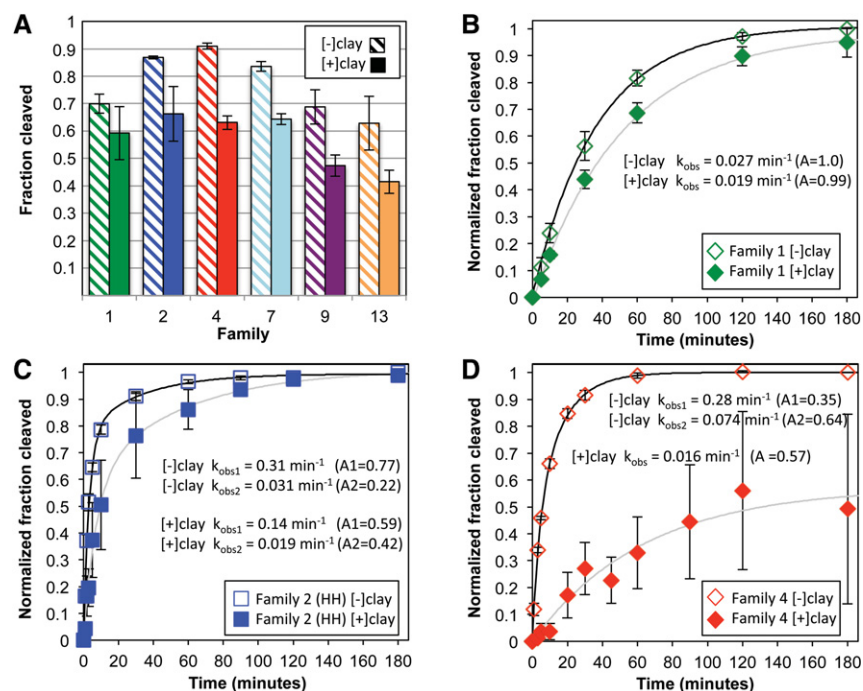 A
[-]clay
[+]clay
Fraction cleaved
1
0.9
0.8
0.7
0.6
0.5
0.4
0.3
0.2
0.1
1 2 4 7 9 13
Family
B
Normalized fraction cleaved
1
0.9
0.8
0.7
0.6
0.5
0.4
0.3
0.2
0.1
0
[-]clay kobs = 0.027 min⁻¹ (A=1.0)
[+]clay kobs = 0.019 min⁻¹ (A=0.99)
Family 1 [-]clay
Family 1 [+]clay
0 20 40 60 80 100 120 140 160 180
Time (minutes)
C
Normalized fraction cleaved
1
0.9
0.8
0.7
0.6
0.5
0.4
0.3
0.2
0.1
0
[-]clay kobs1 = 0.31 min⁻¹ (A1=0.77)
[-]clay kobs2 = 0.031 min⁻¹ (A2=0.22)
[+]clay kobs1 = 0.14 min⁻¹ (A1=0.59)
[+]clay kobs2 = 0.019 min⁻¹ (A2=0.42)
Family 2 (HH) [-]clay
Family 2 (HH) [+]clay
0 20 40 60 80 100 120 140 160 180
Time (minutes)
D
Normalized fraction cleaved
1
0.9
0.8
0.7
0.6
0.5
0.4
0.3
0.2
0.1
0
[-]clay kobs1 = 0.28 min⁻¹ (A1=0.35)
[-]clay kobs2 = 0.074 min⁻¹ (A2=0.64)
[+]clay kobs = 0.016 min⁻¹ (A =0.57)
Family 4 [-]clay
Family 4 [+]clay
0 20 40 60 80 100 120 140 160 180
Time (minutes)